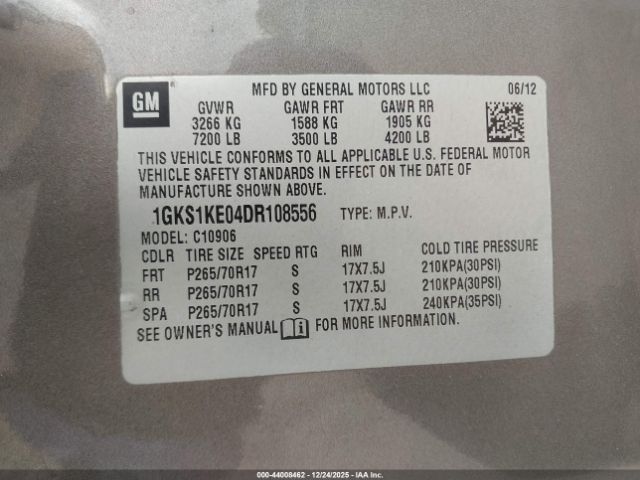 GM
MFD BY GENERAL MOTORS LLC 06/12
GVWR GAWR FRT GAWR RR
3266 KG 1588 KG 1905 KG
7200 LB 3500 LB 4200 LB
THIS VEHICLE CONFORMS TO ALL APPLICABLE U.S. FEDERAL MOTOR
VEHICLE SAFETY STANDARDS IN EFFECT ON THE DATE OF
MANUFACTURE SHOWN ABOVE.
1GKS1KE04DR108556 TYPE: M.P.V.
MODEL: C10906
CDLR TIRE SIZE SPEED RTG RIM COLD TIRE PRESSURE
FRT P265/70R17 S 17X7.5J 210KPA(30PSI)
RR P265/70R17 S 17X7.5J 210KPA(30PSI)
SPA P265/70R17 S 17X7.5J 240KPA(35PSI)
SEE OWNER'S MANUAL FOR MORE INFORMATION.
000-44008462 - 12/24/2025 - IAA Inc.